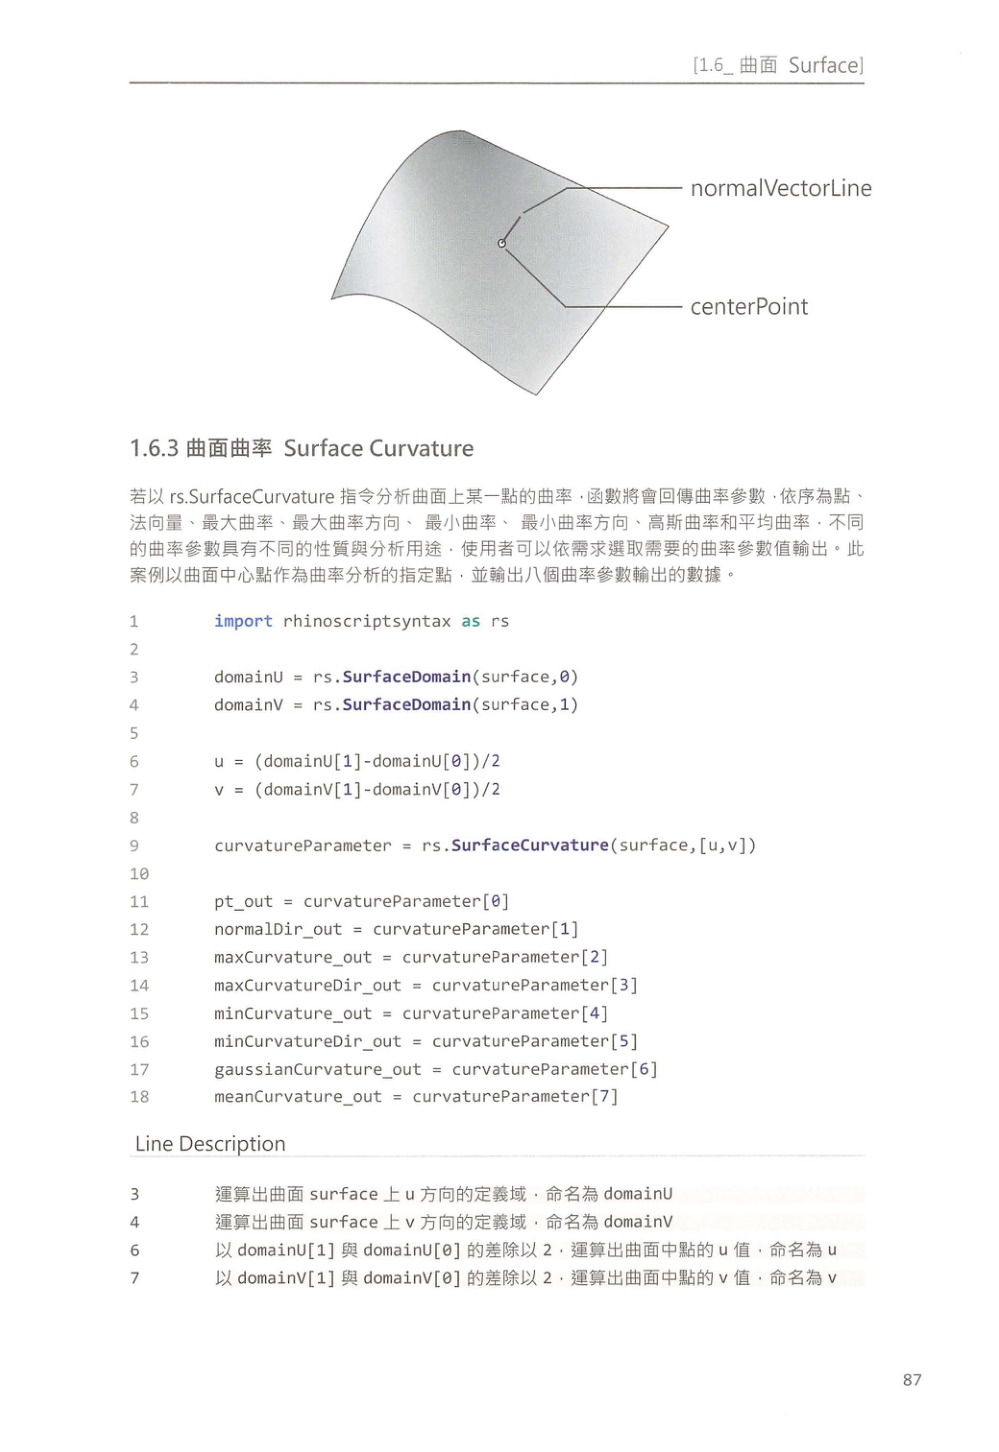 [1.6_ 曲面 Surface]
normalVectorLine
centerPoint
1.6.3 曲面曲率 Surface Curvature
若以 rs.SurfaceCurvature 指令分析曲面上某一點的曲率，函數將會回傳曲率參數，依序為點、
法向量、最大曲率、最大曲率方向、 最小曲率、 最小曲率方向、高斯曲率和平均曲率，不同
的曲率參數具有不同的性質與分析用途，使用者可以依需求選取需要的曲率參數值輸出。此
案例以曲面中心點作為曲率分析的指定點，並輸出八個曲率參數輸出的數據。
1 import rhinoscriptsyntax as rs
2
3 domainU = rs.SurfaceDomain(surface,0)
4 domainV = rs.SurfaceDomain(surface,1)
5
6 u = (domainU[1]-domainU[0])/2
7 v = (domainV[1]-domainV[0])/2
8
9 curvatureParameter = rs.SurfaceCurvature(surface,[u,v])
10
11 pt_out = curvatureParameter[0]
12 normalDir_out = curvatureParameter[1]
13 maxCurvature_out = curvatureParameter[2]
14 maxCurvatureDir_out = curvatureParameter[3]
15 minCurvature_out = curvatureParameter[4]
16 minCurvatureDir_out = curvatureParameter[5]
17 gaussianCurvature_out = curvatureParameter[6]
18 meanCurvature_out = curvatureParameter[7]
Line Description
3 運算出曲面 surface 上 u 方向的定義域，命名為 domainU
4 運算出曲面 surface 上 v 方向的定義域，命名為 domainV
6 以 domainU[1] 與 domainU[0] 的差除以 2，運算出曲面中點的 u 值，命名為 u
7 以 domainV[1] 與 domainV[0] 的差除以 2，運算出曲面中點的 v 值，命名為 v
87